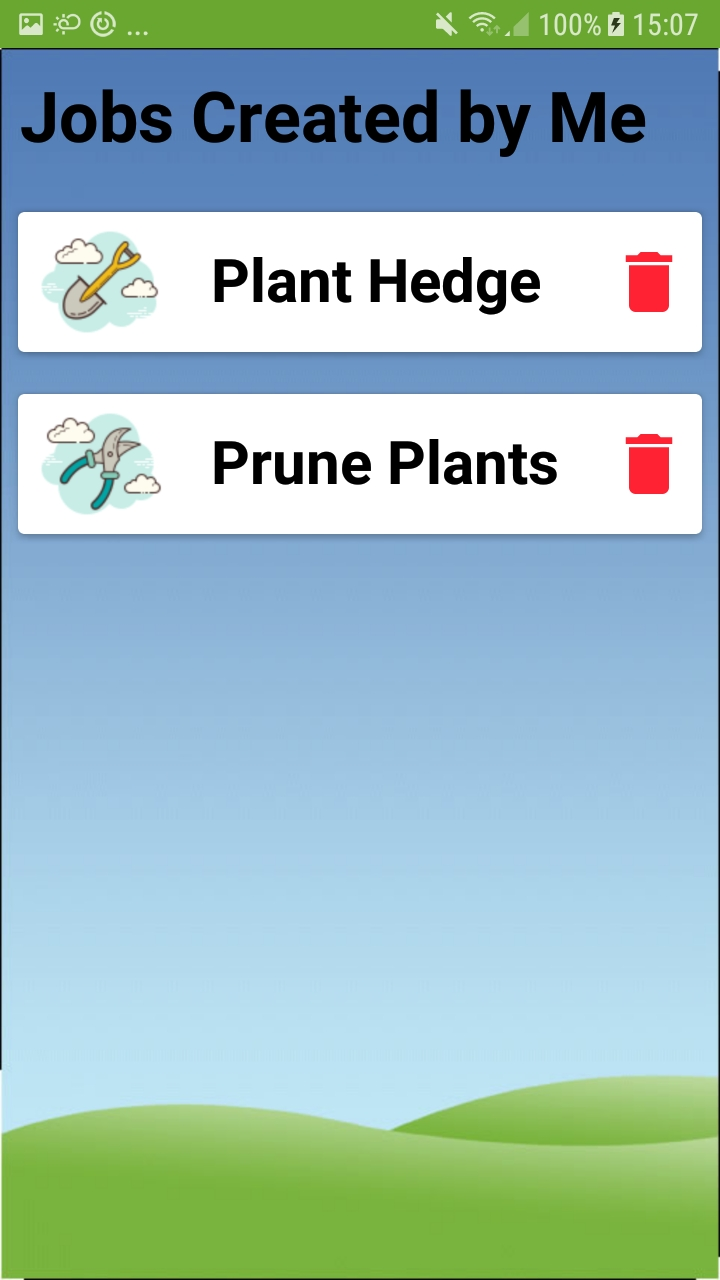 ... 100% 15:07
Jobs Created by Me
Plant Hedge
Prune Plants